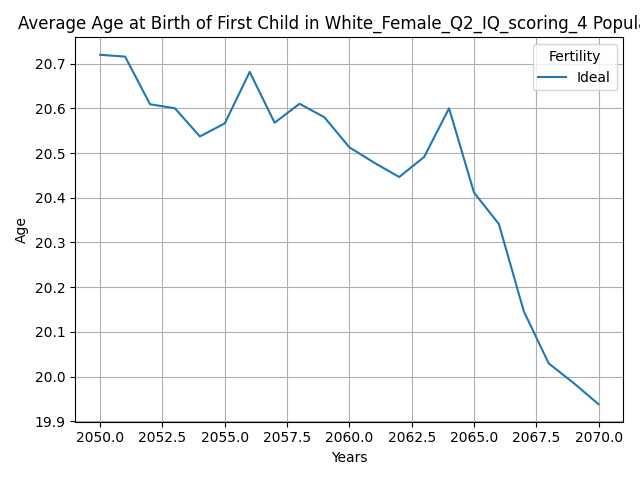 Average Age at Birth of First Child in White_Female_Q2_IQ_scoring_4 Popula
Fertility
Ideal
20.7
20.6
20.5
20.4
20.3
20.2
20.1
20.0
19.9
Age
2050.0 2052.5 2055.0 2057.5 2060.0 2062.5 2065.0 2067.5 2070.0
Years